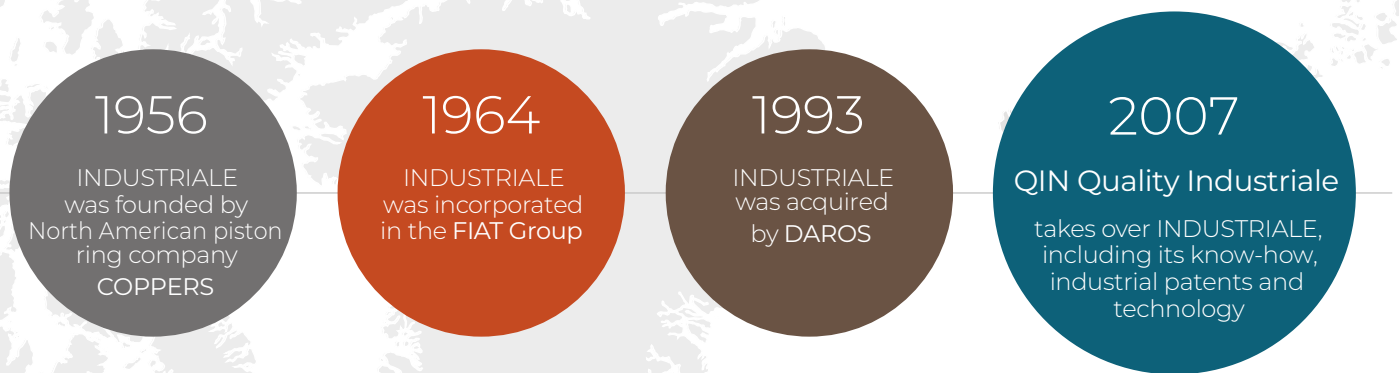 1956
INDUSTRIALE
was founded by
North American piston
ring company
COPPERS
1964
INDUSTRIALE
was incorporated
in the FIAT Group
1993
INDUSTRIALE
was acquired
by DAROS
2007
QIN Quality Industriale
takes over INDUSTRIALE,
including its know-how,
industrial patents and
technology